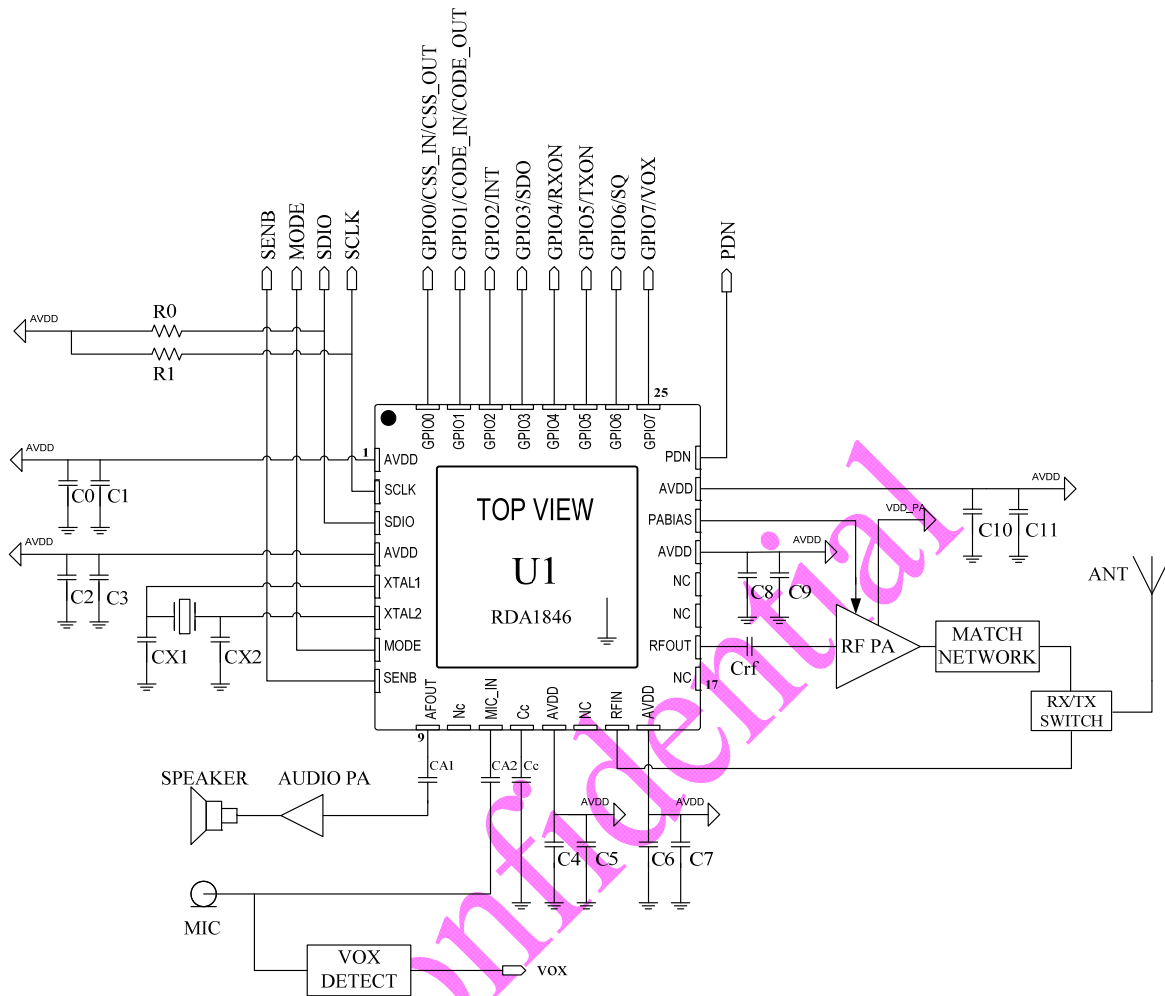 SENB
MODE
SDIO
SCLK
GPIO0/CSS_IN/CSS_OUT
GPIO1/CODE_IN/CODE_OUT
GPIO2/INT
GPIO3/SDO
GPIO4/RXON
GPIO5/TXON
GPIO6/SQ
GPIO7/VOX
PDN
AVDD
R0
R1
25
GPIO0
GPIO1
GPIO2
GPIO3
GPIO4
GPIO5
GPIO6
GPIO7
AVDD
1
AVDD
SCLK
SDIO
AVDD
XTAL1
XTAL2
MODE
SENB
C0
C1
AVDD
C2
C3
CX1
CX2
TOP VIEW
U1
RDA1846
PDN
AVDD
PABIAS
AVDD
NC
NC
RFOUT
NC
17
AVDD
C10
C11
VDD_PA
AVDD
C8
C9
Crf
RF PA
MATCH
NETWORK
ANT
RX/TX
SWITCH
AFOUT
Nc
MIC_IN
Cc
AVDD
NC
RFIN
AVDD
9
CA1
CA2
Cc
SPEAKER
AUDIO PA
AVDD
C4
C5
AVDD
C6
C7
MIC
VOX
DETECT
VOX
onfidential